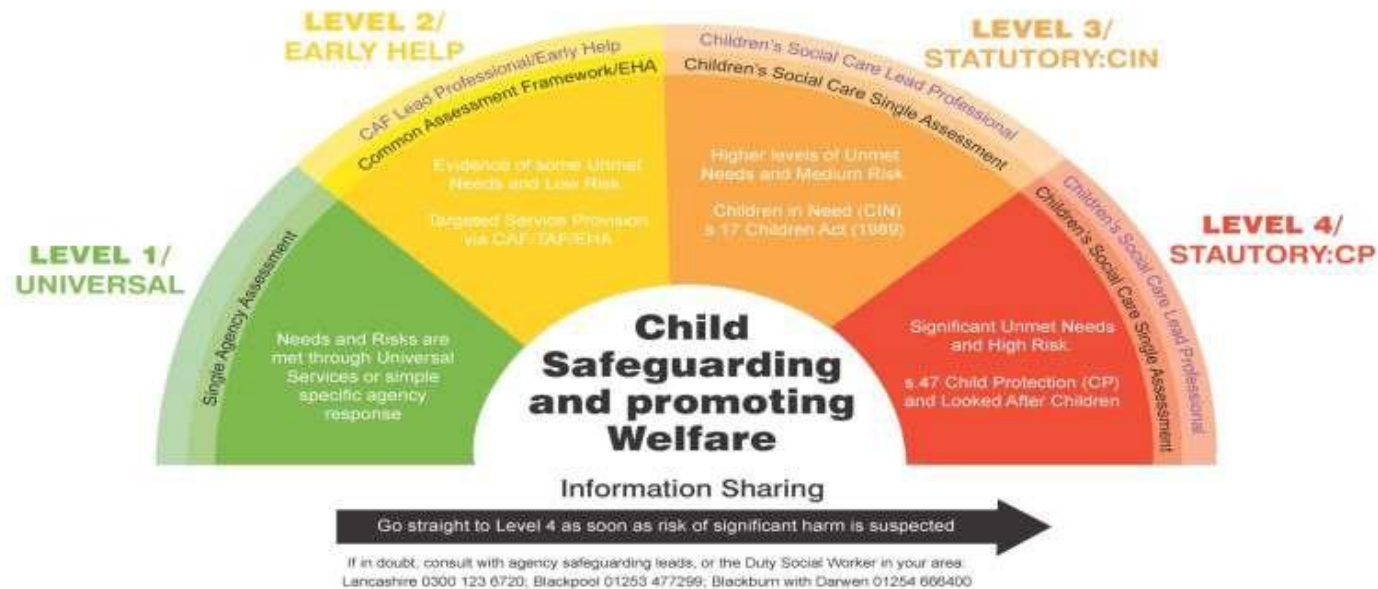 LEVEL 1/
UNIVERSAL
Single Agency Assessment
Needs and Risks are
met through Universal
Services or simple
specific agency
response
LEVEL 2/
EARLY HELP
CAF Lead Professional/Early Help
Common Assessment Framework/EHA
Evidence of some Unmet
Needs and Low Risk
Targeted Service Provision
via CAF/TAF/EHA
LEVEL 3/
STATUTORY:CIN
Children's Social Care Lead Professional
Children's Social Care Single Assessment
Higher levels of Unmet
Needs and Medium Risk
Children in Need (CIN)
s.17 Children Act (1989)
LEVEL 4/
STAUTORY:CP
Children's Social Care Lead Professional
Children's Social Care Single Assessment
Significant Unmet Needs
and High Risk
s.47 Child Protection (CP)
and Looked After Children
Child
Safeguarding
and promoting
Welfare
Information Sharing
Go straight to Level 4 as soon as risk of significant harm is suspected
If in doubt, consult with agency safeguarding leads, or the Duty Social Worker in your area:
Lancashire 0300 123 6720; Blackpool 01253 477299; Blackburn with Darwen 01254 666400